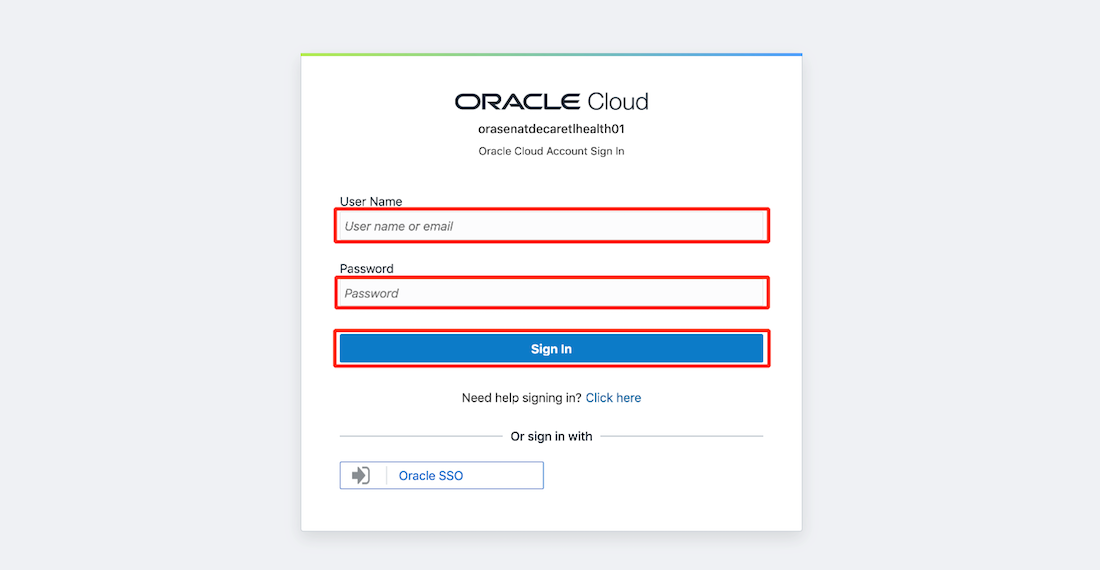 ORACLE Cloud
orasenatdecaretlhealth01
Oracle Cloud Account Sign In
User Name
User name or email
Password
Password
Sign In
Need help signing in? Click here
Or sign in with
Oracle SSO